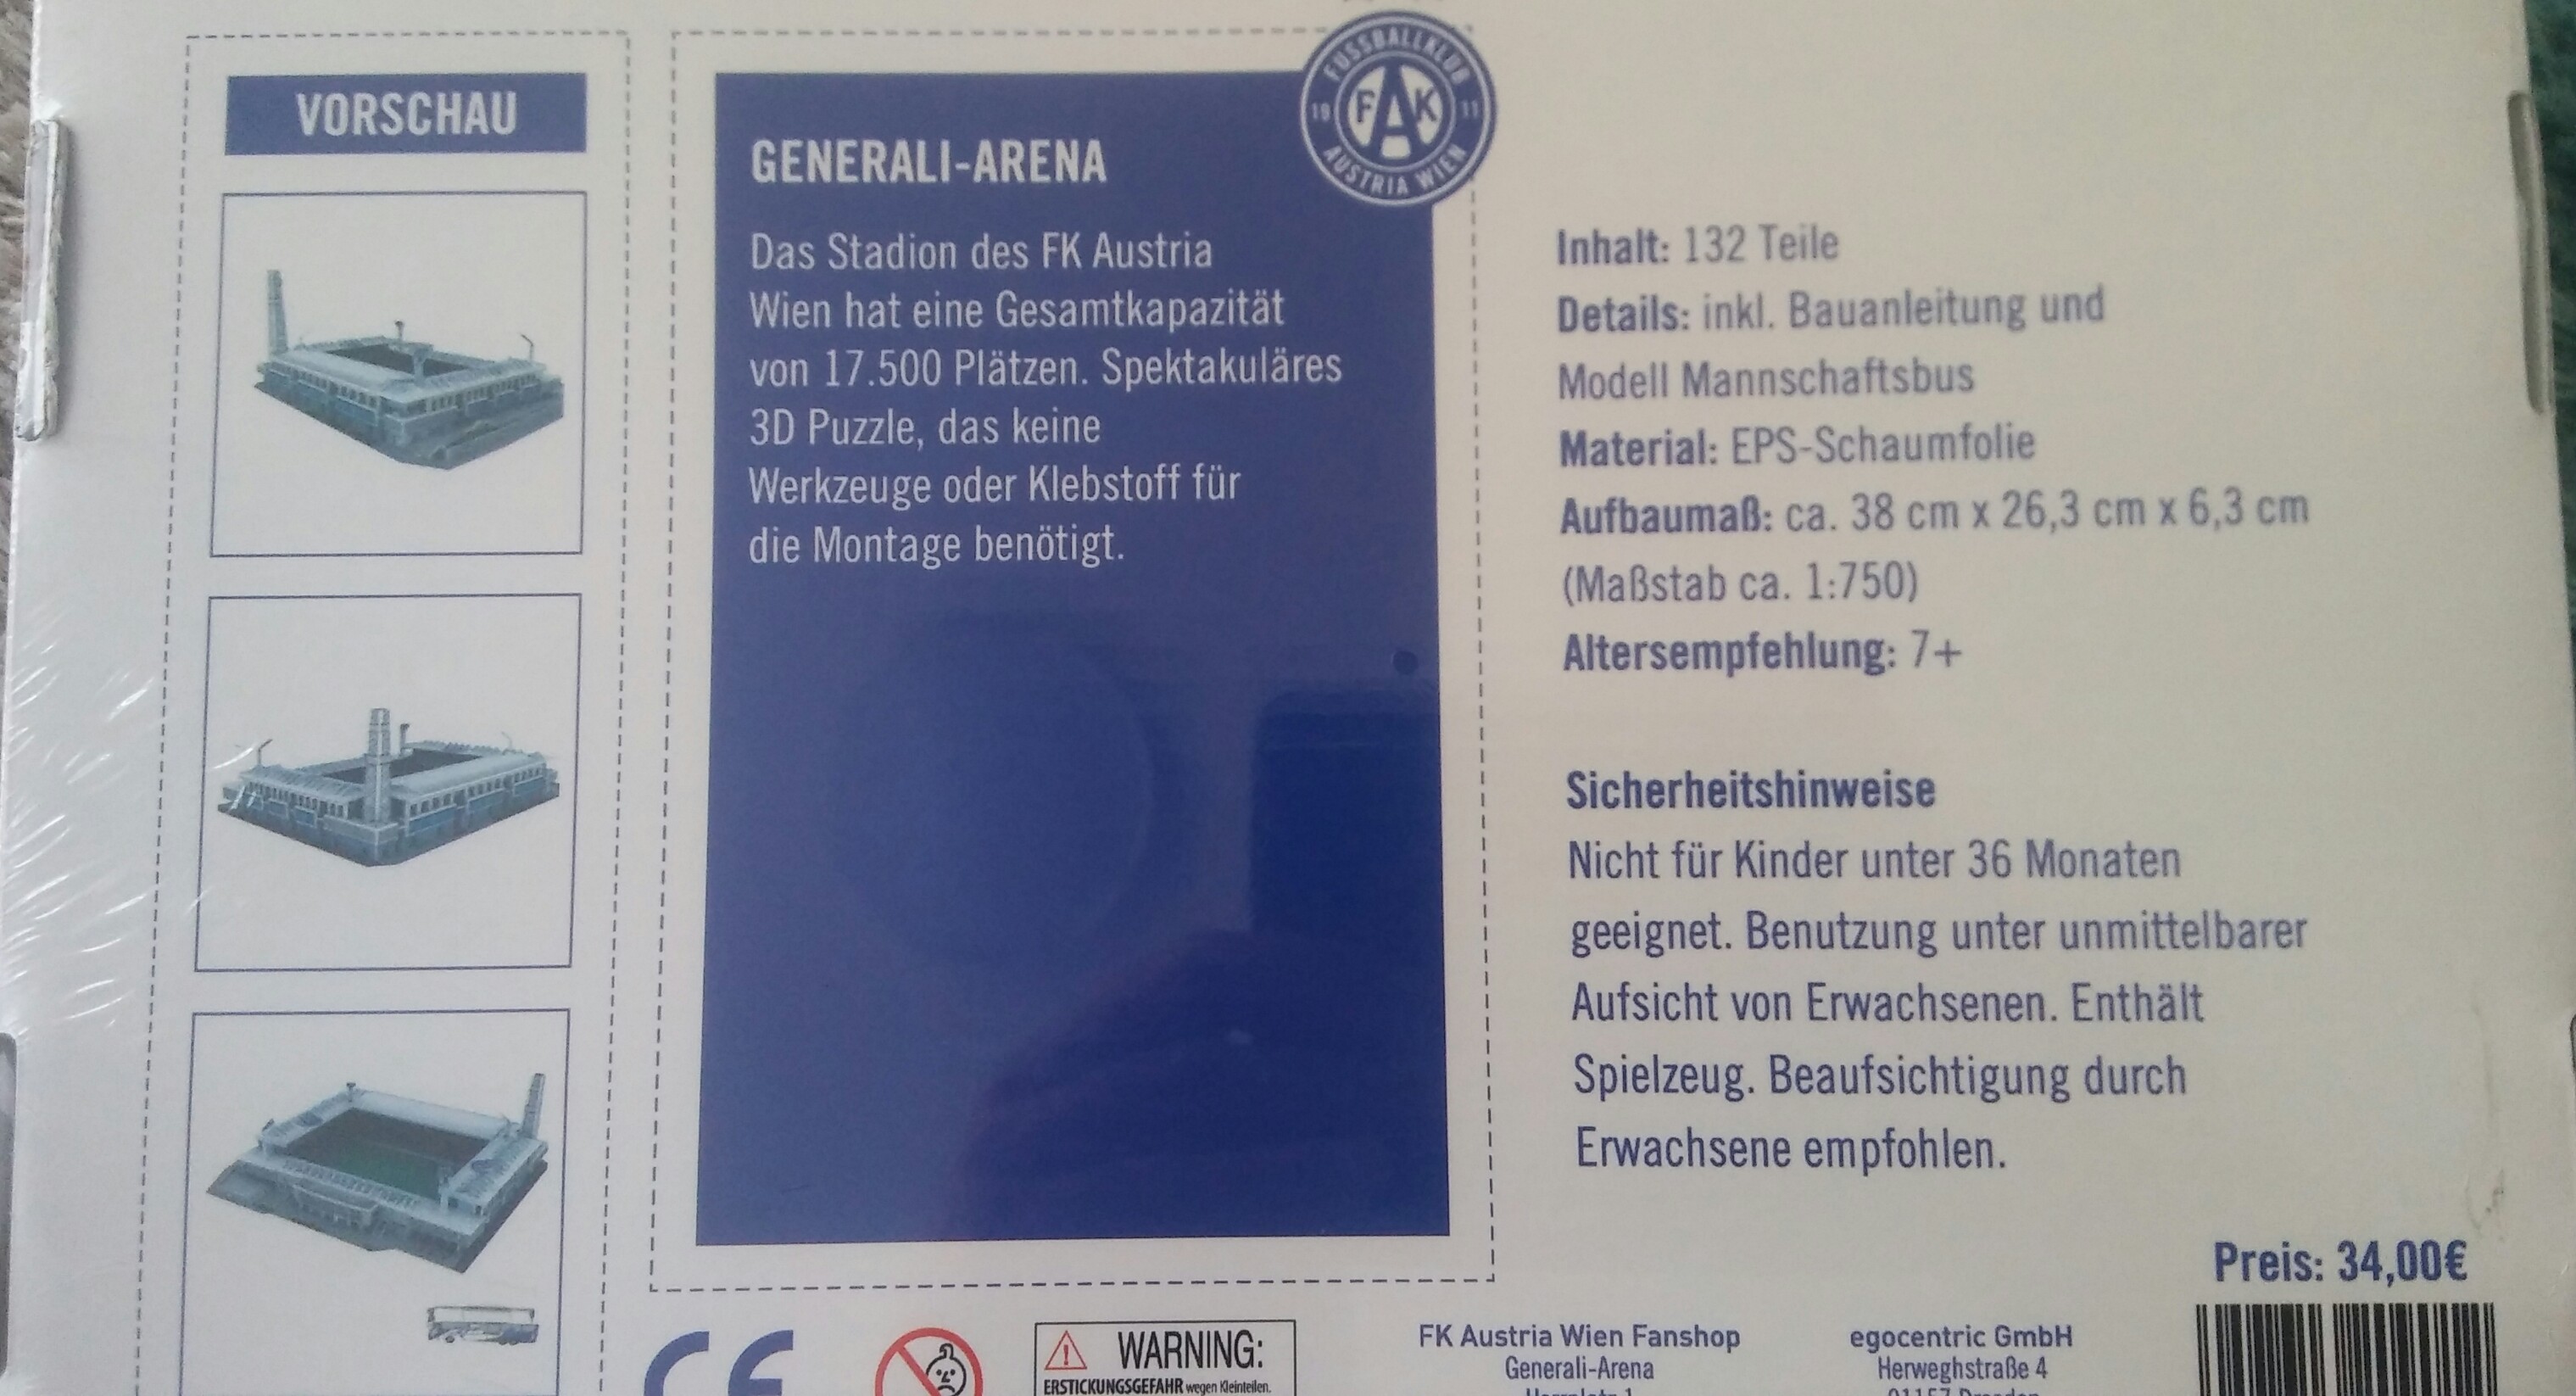 VORSCHAU
FUSSBALLKLUB
19 FAK 11
AUSTRIA WIEN
GENERALI-ARENA
Das Stadion des FK Austria
Wien hat eine Gesamtkapazität
von 17.500 Plätzen. Spektakuläres
3D Puzzle, das keine
Werkzeuge oder Klebstoff für
die Montage benötigt.
Inhalt: 132 Teile
Details: inkl. Bauanleitung und
Modell Mannschaftsbus
Material: EPS-Schaumfolie
Aufbaumaß: ca. 38 cm x 26,3 cm x 6,3 cm
(Maßstab ca. 1:750)
Altersempfehlung: 7+
Sicherheitshinweise
Nicht für Kinder unter 36 Monaten
geeignet. Benutzung unter unmittelbarer
Aufsicht von Erwachsenen. Enthält
Spielzeug. Beaufsichtigung durch
Erwachsene empfohlen.
Preis: 34,00€
CE
WARNING:
ERSTICKUNGSGEFAHR wegen Kleinteilen.
FK Austria Wien Fanshop
Generali-Arena
egocentric GmbH
Herweghstraße 4
01157 Dresden